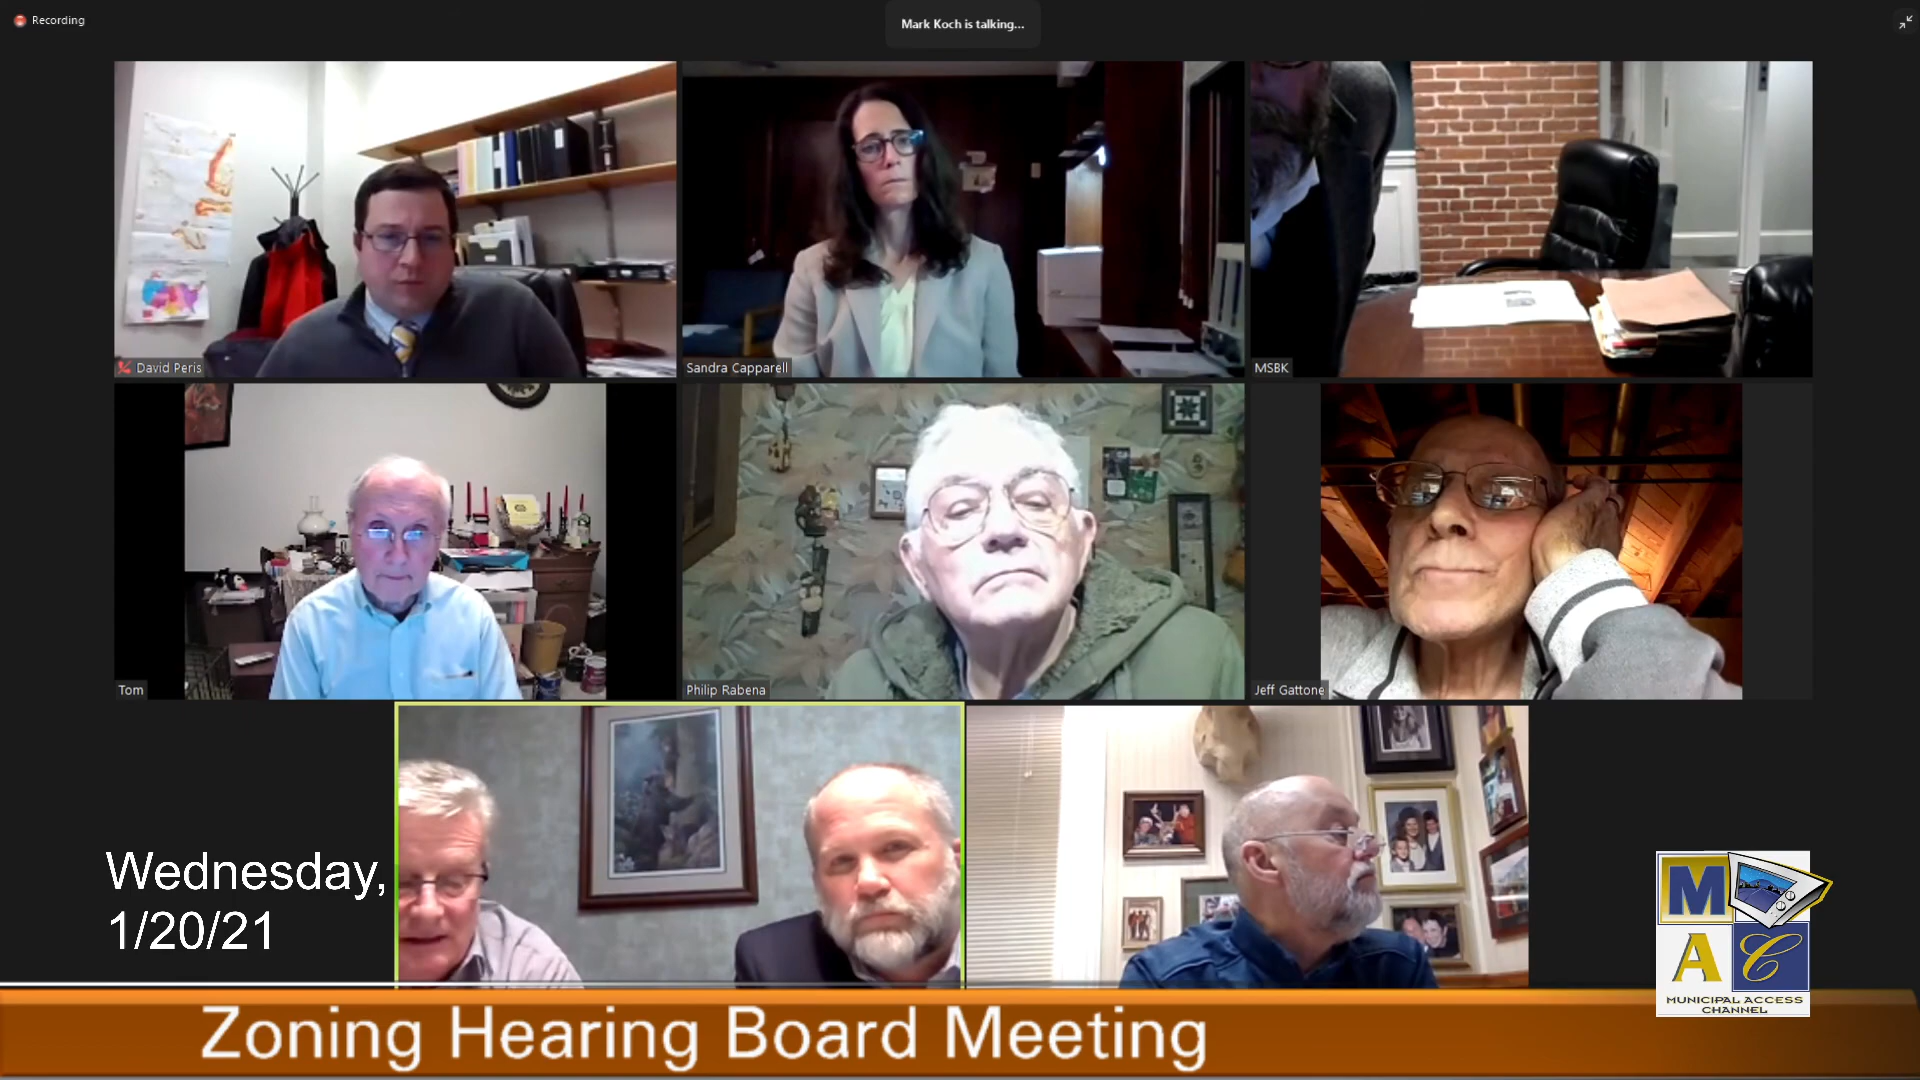 Recording
Mark Koch is talking...
David Peris
Sandra Capparell
MSBK
Tom
Philip Rabena
Jeff Gattone
Wednesday,
1/20/21
Zoning Hearing Board Meeting
M
A C
MUNICIPAL ACCESS
CHANNEL